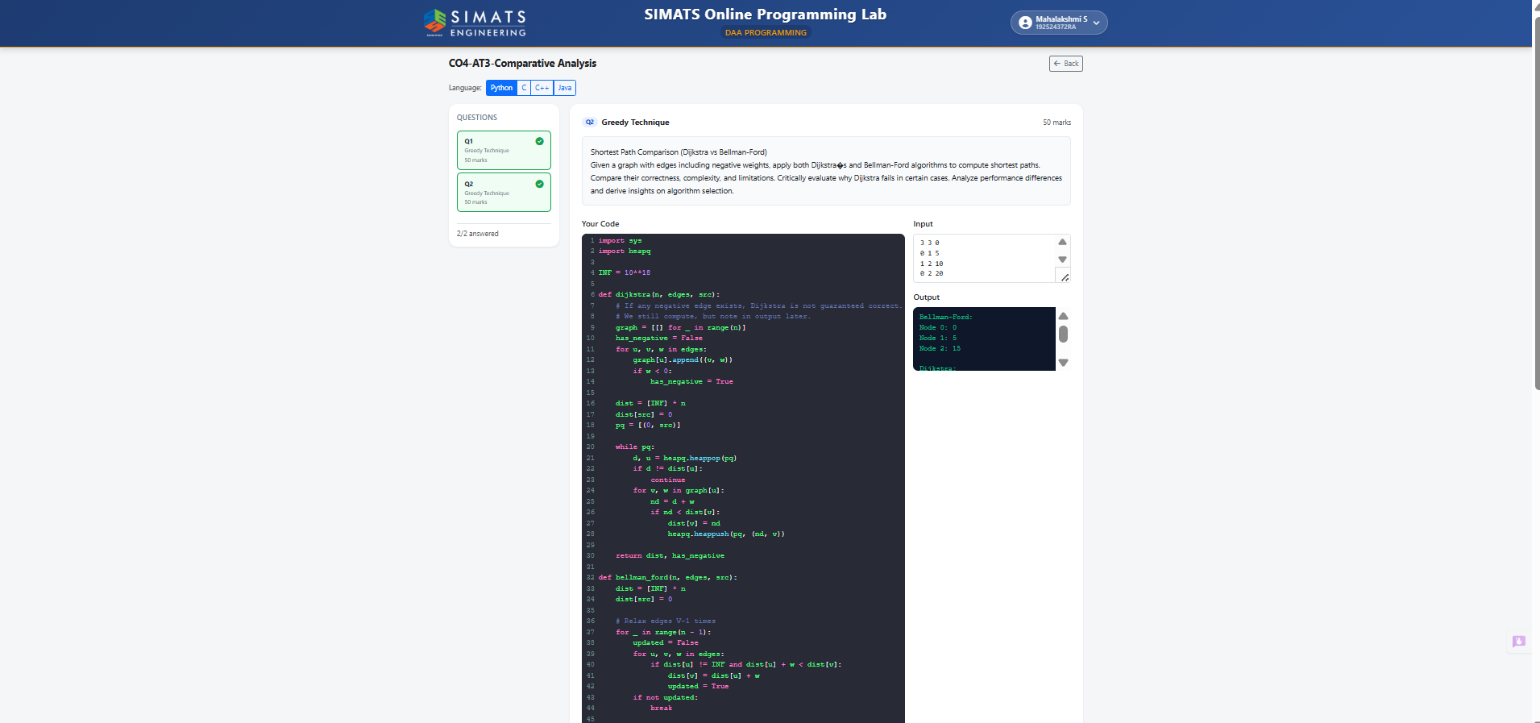 SIMATS
ENGINEERING
SIMATS Online Programming Lab
DAA PROGRAMMING
Mahalakshmi S
192524372RA
CO4-AT3-Comparative Analysis
← Back
Language: Python C C++ Java
QUESTIONS
Q1
Greedy Technique
50 marks
Q2
Greedy Technique
50 marks
2/2 answered
Q2 Greedy Technique 50 marks
Shortest Path Comparison (Dijkstra vs Bellman-Ford)
Given a graph with edges including negative weights, apply both Dijkstra�s and Bellman-Ford algorithms to compute shortest paths.
Compare their correctness, complexity, and limitations. Critically evaluate why Dijkstra fails in certain cases. Analyze performance differences
and derive insights on algorithm selection.
Your Code
1 import sys
2 import heapq
3
4 INF = 10**18
5
6 def dijkstra(n, edges, src):
7     # If any negative edge exists, Dijkstra is not guaranteed correct.
8     # We still compute, but note in output later.
9     graph = [[] for _ in range(n)]
10     has_negative = False
11     for u, v, w in edges:
12         graph[u].append((v, w))
13         if w < 0:
14             has_negative = True
15
16     dist = [INF] * n
17     dist[src] = 0
18     pq = [(0, src)]
19
20     while pq:
21         d, u = heapq.heappop(pq)
22         if d != dist[u]:
23             continue
24         for v, w in graph[u]:
25             nd = d + w
26             if nd < dist[v]:
27                 dist[v] = nd
28                 heapq.heappush(pq, (nd, v))
29
30     return dist, has_negative
31
32 def bellman_ford(n, edges, src):
33     dist = [INF] * n
34     dist[src] = 0
35
36     # Relax edges V-1 times
37     for _ in range(n - 1):
38         updated = False
39         for u, v, w in edges:
40             if dist[u] != INF and dist[u] + w < dist[v]:
41                 dist[v] = dist[u] + w
42                 updated = True
43         if not updated:
44             break
45
Input
3 3 0
0 1 5
1 2 10
0 2 20
Output
Bellman-Ford:
Node 0: 0
Node 1: 5
Node 2: 15
Dijkstra: